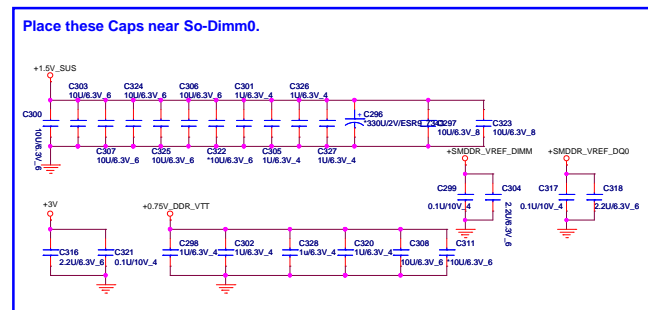 Place these Caps near So-Dimm0.
+1.5V_SUS
C303 C324 C306 C301 C326
10U/6.3V_6 10U/6.3V_6 10U/6.3V_6 1U/6.3V_4 1U/6.3V_4
C300 10U/6.3V_6
C296
*330U/2V/ESR9_7343
C297
10U/6.3V_8
C323
10U/6.3V_8
C307 C325 C322 C305 C327
10U/6.3V_6 10U/6.3V_6 *10U/6.3V_6 1U/6.3V_4 1U/6.3V_4
+SMDDR_VREF_DIMM
+SMDDR_VREF_DQ0
C299
0.1U/10V_4
C304
2.2U/6.3V_6
C317
0.1U/10V_4
C318
2.2U/6.3V_6
+3V
+0.75V_DDR_VTT
C316
2.2U/6.3V_6
C321
0.1U/10V_4
C298
1U/6.3V_4
C302
1U/6.3V_4
C328
1u/6.3V_4
C320
1U/6.3V_4
C308
10U/6.3V_6
C311
*10U/6.3V_6